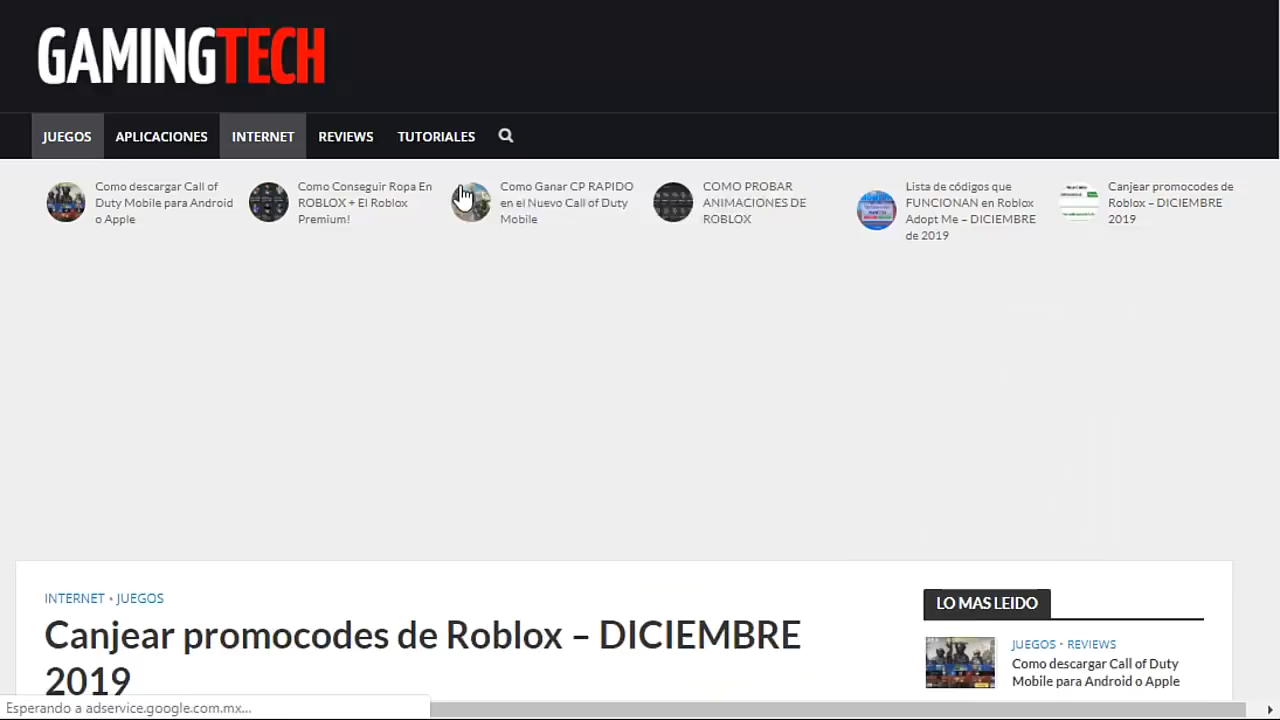 GAMINGTECH
JUEGOS APLICACIONES INTERNET REVIEWS TUTORIALES
Como descargar Call of
Duty Mobile para Android
o Apple
Como Conseguir Ropa En
ROBLOX + El Roblox
Premium!
Como Ganar CP RAPIDO
en el Nuevo Call of Duty
Mobile
COMO PROBAR
ANIMACIONES DE
ROBLOX
Lista de códigos que
FUNCIONAN en Roblox
Adopt Me – DICIEMBRE
de 2019
Canjear promocodes de
Roblox – DICIEMBRE
2019
INTERNET • JUEGOS
Canjear promocodes de Roblox – DICIEMBRE
2019
LO MAS LEIDO
JUEGOS • REVIEWS
Como descargar Call of Duty
Mobile para Android o Apple
Esperando a adservice.google.com.mx...